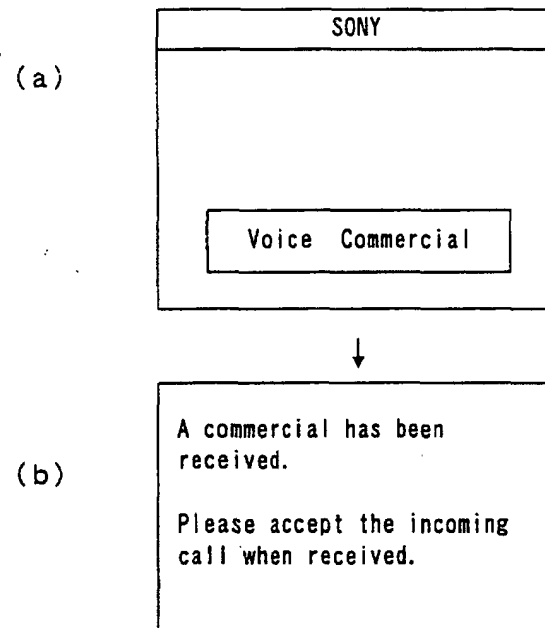 SONY
(a)
Voice Commercial
↓
(b)
A commercial has been
received.
Please accept the incoming
call when received.